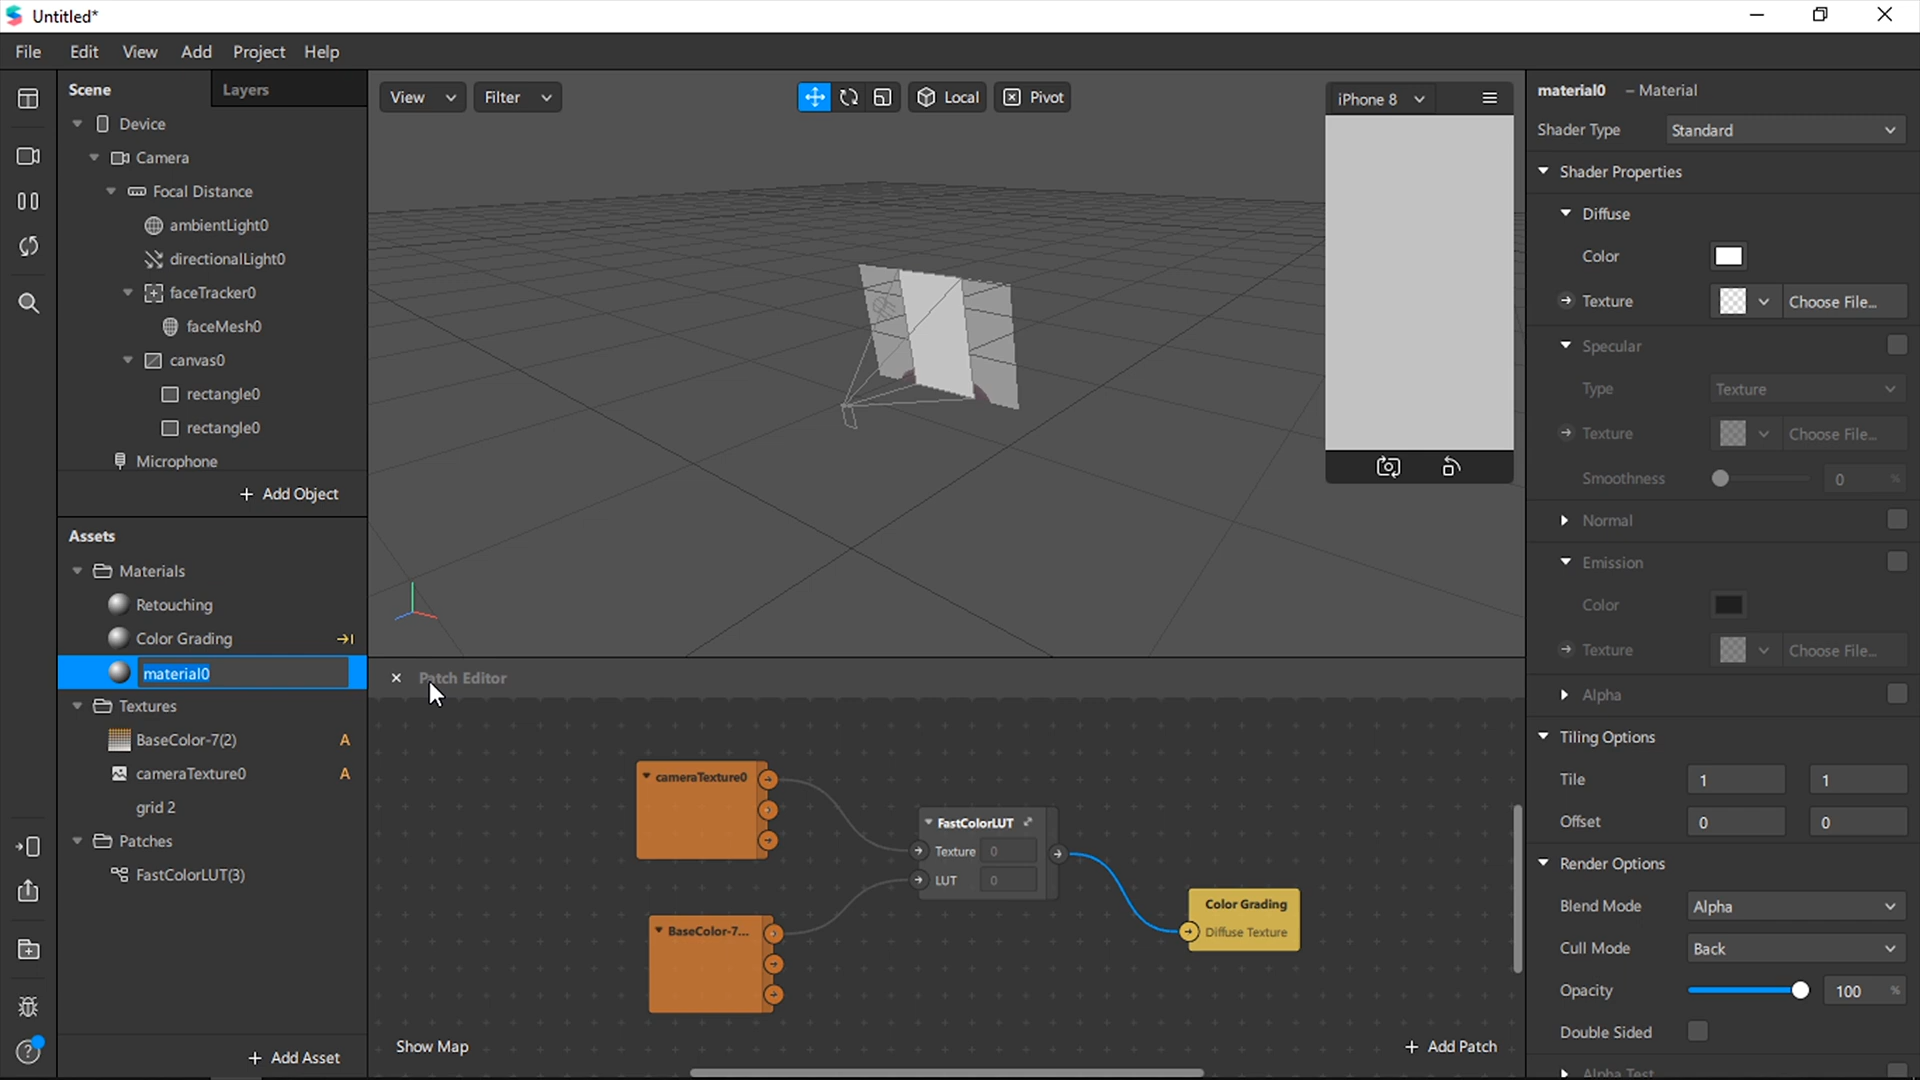 Untitled*
File Edit View Add Project Help
Scene Layers
Device
Camera
Focal Distance
ambientLight0
directionalLight0
faceTracker0
faceMesh0
canvas0
rectangle0
rectangle0
Microphone
+ Add Object
Assets
Materials
Retouching
Color Grading
material0
Textures
BaseColor-7(2) A
cameraTexture0 A
grid 2
Patches
FastColorLUT(3)
+ Add Asset
View Filter Local Pivot
iPhone 8
Patch Editor
cameraTexture0
BaseColor-7...
FastColorLUT
Texture 0
LUT 0
Color Grading
Diffuse Texture
Show Map
+ Add Patch
material0 – Material
Shader Type Standard
Shader Properties
Diffuse
Color
Texture Choose File...
Specular
Type Texture
Texture Choose File...
Smoothness 0 %
Normal
Emission
Color
Texture Choose File...
Alpha
Tiling Options
Tile 1 1
Offset 0 0
Render Options
Blend Mode Alpha
Cull Mode Back
Opacity 100 %
Double Sided
Alpha Test